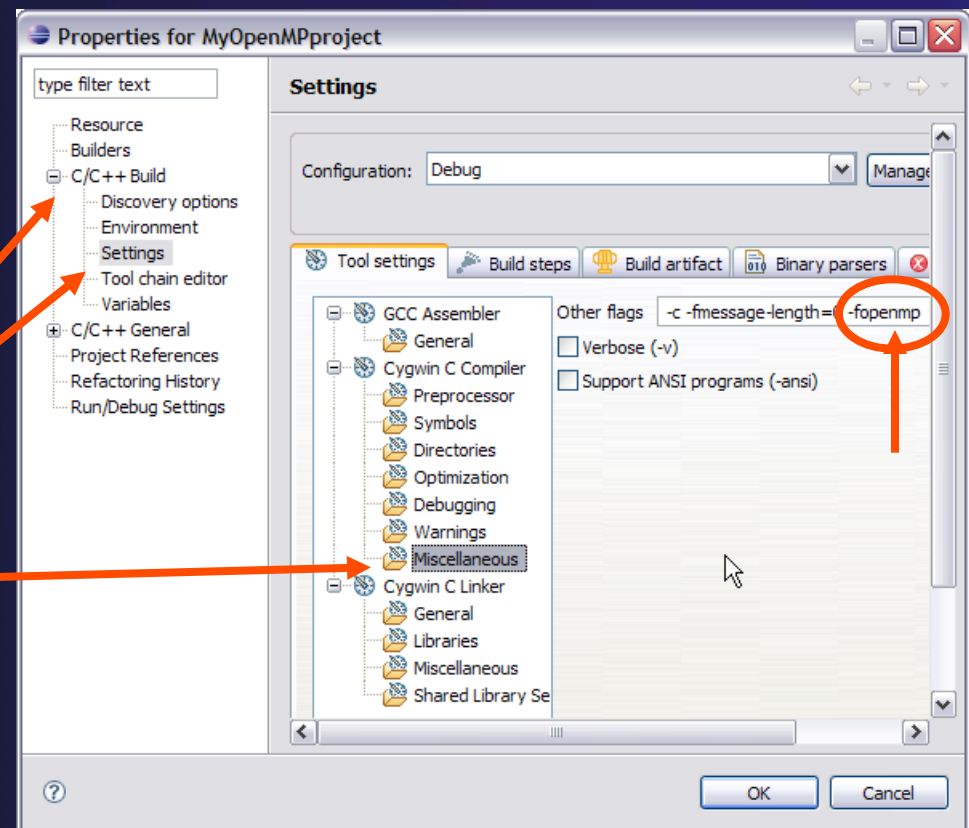 Properties for MyOpenMPproject
type filter text
Resource
Builders
C/C++ Build
Discovery options
Environment
Settings
Tool chain editor
Variables
C/C++ General
Project References
Refactoring History
Run/Debug Settings
Settings
Configuration: Debug Manage
Tool settings Build steps Build artifact Binary parsers
GCC Assembler
General
Cygwin C Compiler
Preprocessor
Symbols
Directories
Optimization
Debugging
Warnings
Miscellaneous
Cygwin C Linker
General
Libraries
Miscellaneous
Shared Library Se
Other flags -c -fmessage-length= -fopenmp
Verbose (-v)
Support ANSI programs (-ansi)
OK Cancel